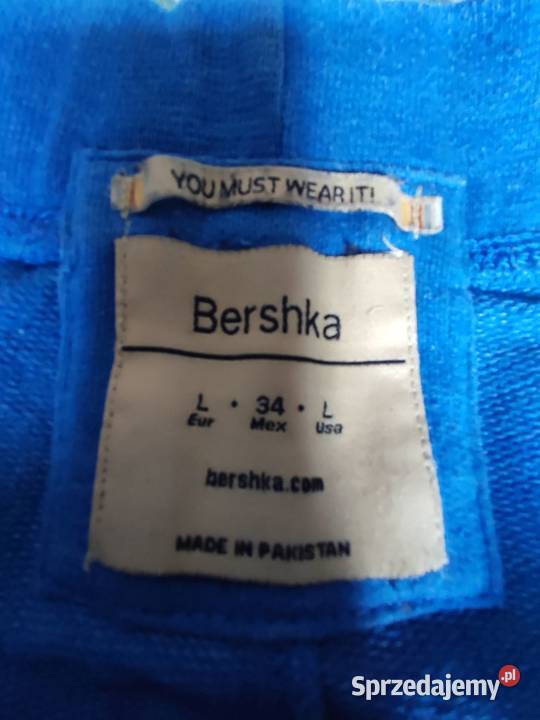 YOU MUST WEAR IT!
Bershka
L • 34 • L
Eur Mex Usa
bershka.com
MADE IN PAKISTAN
Sprzedajemy.pl